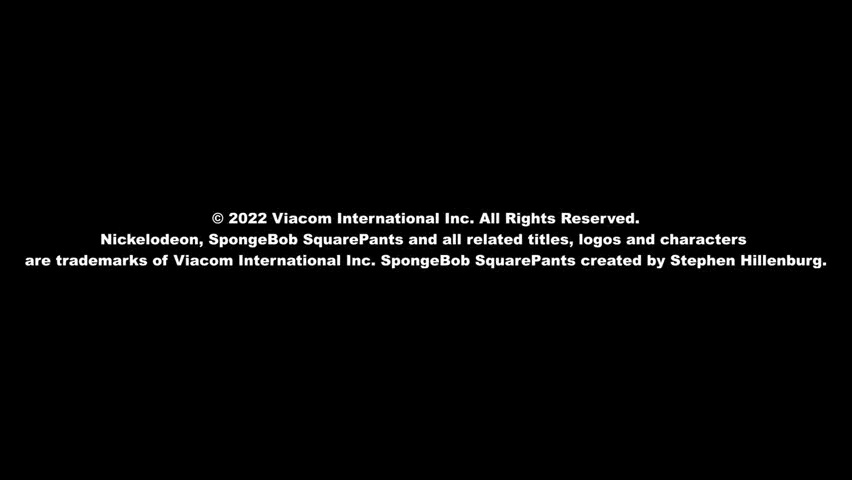 © 2022 Viacom International Inc. All Rights Reserved.
Nickelodeon, SpongeBob SquarePants and all related titles, logos and characters
are trademarks of Viacom International Inc. SpongeBob SquarePants created by Stephen Hillenburg.